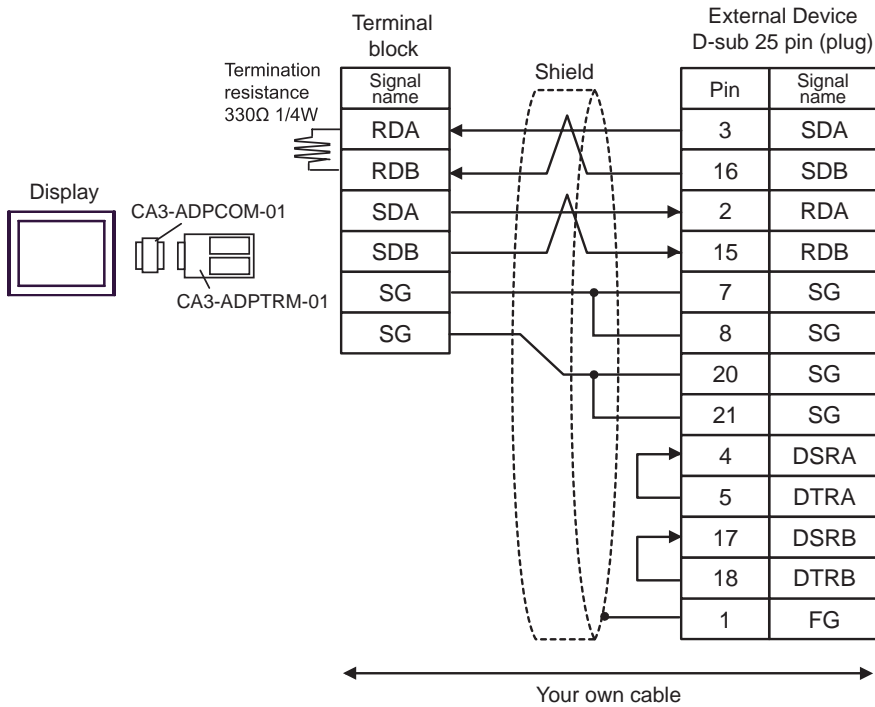 Terminal
block
External Device
D-sub 25 pin (plug)
Termination
resistance
330Ω 1/4W
Shield
Signal
name
Pin
Signal
name
RDA
3
SDA
RDB
16
SDB
Display
CA3-ADPCOM-01
CA3-ADPTRM-01
SDA
2
RDA
SDB
15
RDB
SG
7
SG
SG
8
SG
20
SG
21
SG
4
DSRA
5
DTRA
17
DSRB
18
DTRB
1
FG
Your own cable